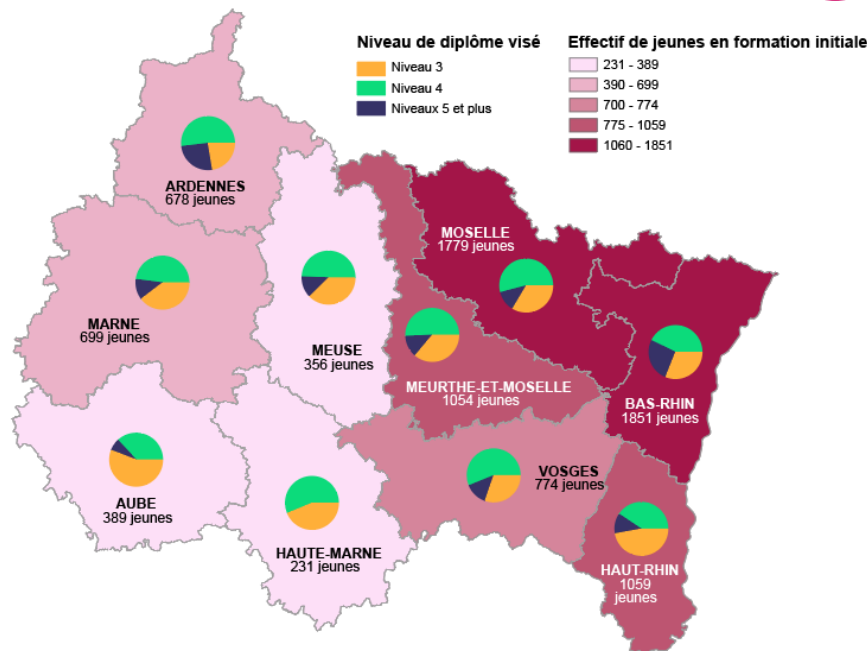 Niveau de diplôme visé
Niveau 3
Niveau 4
Niveaux 5 et plus
Effectif de jeunes en formation initiale
231 - 389
390 - 699
700 - 774
775 - 1059
1060 - 1851
ARDENNES
678 jeunes
MOSELLE
1779 jeunes
MARNE
699 jeunes
MEUSE
356 jeunes
MEURTHE-ET-MOSELLE
1054 jeunes
BAS-RHIN
1851 jeunes
AUBE
389 jeunes
HAUTE-MARNE
231 jeunes
VOSGES
774 jeunes
HAUT-RHIN
1059
jeunes